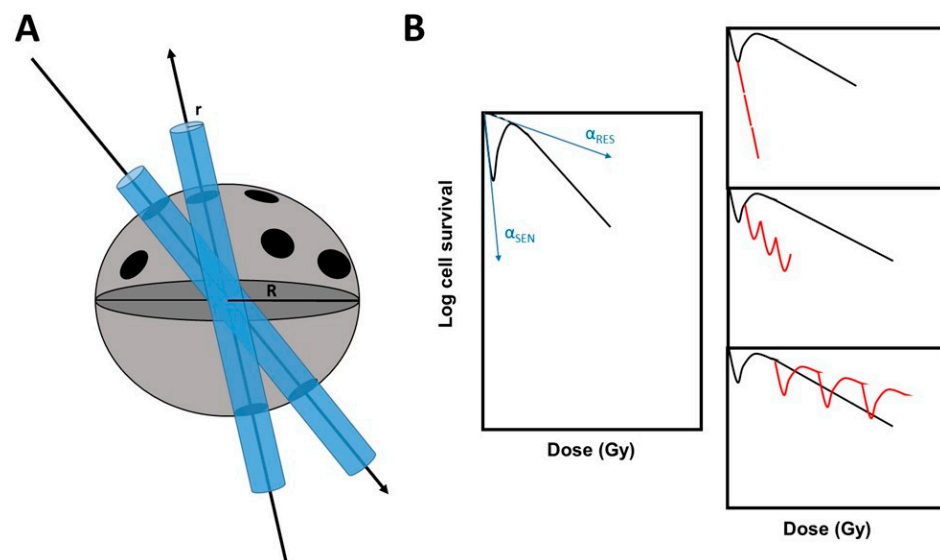 A
r
R
B
Log cell survival
α_RES
α_SEN
Dose (Gy)
Dose (Gy)